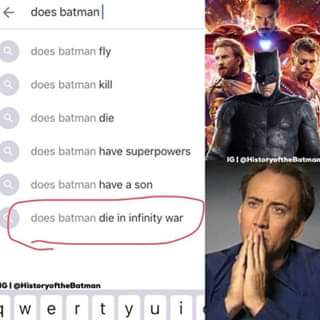 does batman
does batman fly
does batman kill
does batman die
does batman have superpowers
does batman have a son
does batman die in infinity war
IG | @HistoryoftheBatman
q w e r t y u i
IG | @HistoryoftheBatman